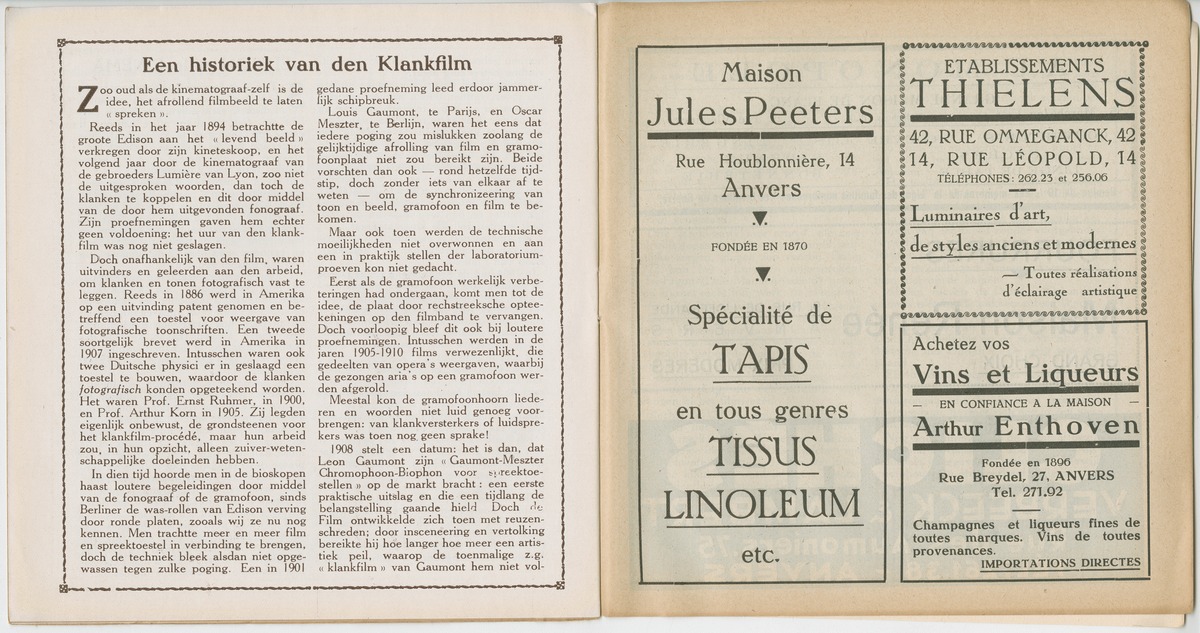 Een historiek van den Klankfilm
Zoo oud als de kinematograaf-zelf is de
idee, het afrollend filmbeeld te laten
« spreken ».
Reeds in het jaar 1894 betrachtte de
groote Edison aan het « levend beeld »
verkregen door zijn kineteskoop, en het
volgend jaar door de kinematograaf van
de gebroeders Lumière van Lyon, zoo niet
de uitgesproken woorden, dan toch de
klanken te koppelen en dit door middel
van de door hem uitgevonden fonograaf.
Zijn proefnemingen gaven hem echter
geen voldoening; het uur van den klank-
film was nog niet geslagen.
Doch onafhankelijk van den film, waren
uitvinders en geleerden aan den arbeid,
om klanken en tonen fotografisch vast te
leggen. Reeds in 1886 werd in Amerika
op een uitvinding patent genomen en be-
treffend een toestel voor weergave van
fotografische toonschriften. Een tweede
soortgelijk brevet werd in Amerika in
1907 ingeschreven. Intusschen waren ook
twee Duitsche physici er in geslaagd een
toestel te bouwen, waardoor de klanken
fotografisch konden opgeteekend worden.
Het waren Prof. Ernst Ruhmer, in 1900,
en Prof. Arthur Korn in 1905. Zij legden
eigenlijk onbewust, de grondsteenen voor
het klankfilm-procédé, maar hun arbeid
zou, in hun opzicht, alleen zuiver-weten-
schappelijke doeleinden hebben.
In dien tijd hoorde men in de bioskopen
haast loutere begeleidingen door middel
van de fonograaf of de gramofoon, sinds
Berliner de was-rollen van Edison verving
door ronde platen, zooals wij ze nu nog
kennen. Men trachtte meer en meer film
en spreektoestel in verbinding te brengen,
doch de techniek bleek alsdan niet opge-
wassen tegen zulke poging. Een in 1901
gedane proefneming leed erdoor jammer-
lijk schipbreuk.
Louis Gaumont, te Parijs, en Oscar
Meszter, te Berlijn, waren het eens dat
iedere poging zou mislukken zoolang de
gelijktijdige afrolling van film en gramo-
foonplaat niet zou bereikt zijn. Beide
vorschten dan ook — rond hetzelfde tijd-
stip, doch zonder iets van elkaar af te
weten — om de synchronizeering van
toon en beeld, gramofoon en film te be-
komen.
Maar ook toen werden de technische
moeilijkheden niet overwonnen en aan
een in praktijk stellen der laboratorium-
proeven kon niet gedacht.
Eerst als de gramofoon werkelijk verbe-
tering had ondergaan, komt men tot de
idee, de plaat door rechstreeksche optee-
keningen op den filmband te vervangen.
Doch voorloopig bleef dit ook bij loutere
proefnemingen. Intusschen werden in de
jaren 1905-1910 films verwezenlijkt, die
gedeelten van opera's weergaven, waarbij
de gezongen aria's op een gramofoon wer-
den afgerold.
Meestal kon de gramofoonhoorn liede-
ren en woorden niet luid genoeg voor-
brengen: van klankversterkers of luidspre-
kers was toen nog geen sprake!
1908 stelt een datum: het is dan, dat
Leon Gaumont zijn « Gaumont-Meszter
Chromophoon-Biophon voor spreektoe-
stellen » op de markt bracht : een eerste
praktische uitslag en die een tijdlang de
belangstelling gaande hield Doch de
Film ontwikkelde zich toen met reuzen-
schreden; door insceneering en vertolking
bereikte hij hoe langer hoe meer een artis-
tiek peil, waarop de toenmalige z.g.
« klankfilm » van Gaumont hem niet vol-
Maison
Jules Peeters
Rue Houblonnière, 14
Anvers
FONDÉE EN 1870
Spécialité de
TAPIS
en tous genres
TISSUS
LINOLEUM
etc.
ETABLISSEMENTS
THIELENS
42, RUE OMMEGANCK, 42
14, RUE LÉOPOLD, 14
TÉLÉPHONES : 262.23 et 256.06
Luminaires d'art,
de styles anciens et modernes
— Toutes réalisations
d'éclairage artistique
Achetez vos
Vins et Liqueurs
— EN CONFIANCE A LA MAISON —
Arthur Enthoven
Fondée en 1896
Rue Breydel, 27, ANVERS
Tel. 271.92
Champagnes et liqueurs fines de
toutes marques. Vins de toutes
provenances.
IMPORTATIONS DIRECTES